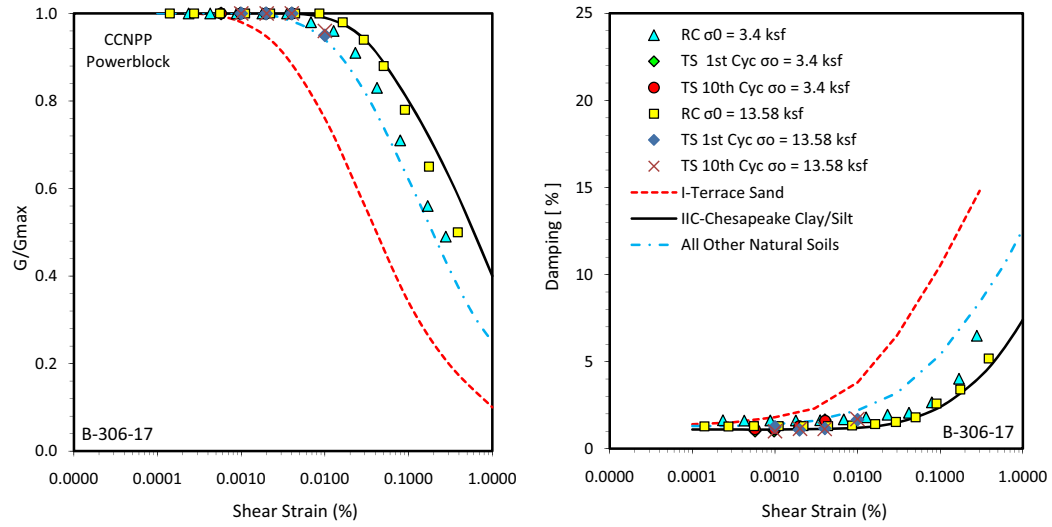 CCNPP
Powerblock
1.0
0.8
0.6
0.4
0.2
0.0
G/Gmax
B-306-17
0.0000 0.0001 0.0010 0.0100 0.1000 1.0000
Shear Strain (%)
25
20
15
10
5
0
Damping [ % ]
RC σ0 = 3.4 ksf
TS 1st Cyc σo = 3.4 ksf
TS 10th Cyc σo = 3.4 ksf
RC σ0 = 13.58 ksf
TS 1st Cyc σo = 13.58 ksf
TS 10th Cyc σo = 13.58 ksf
I-Terrace Sand
IIC-Chesapeake Clay/Silt
All Other Natural Soils
B-306-17
0.0000 0.0001 0.0010 0.0100 0.1000 1.0000
Shear Strain (%)